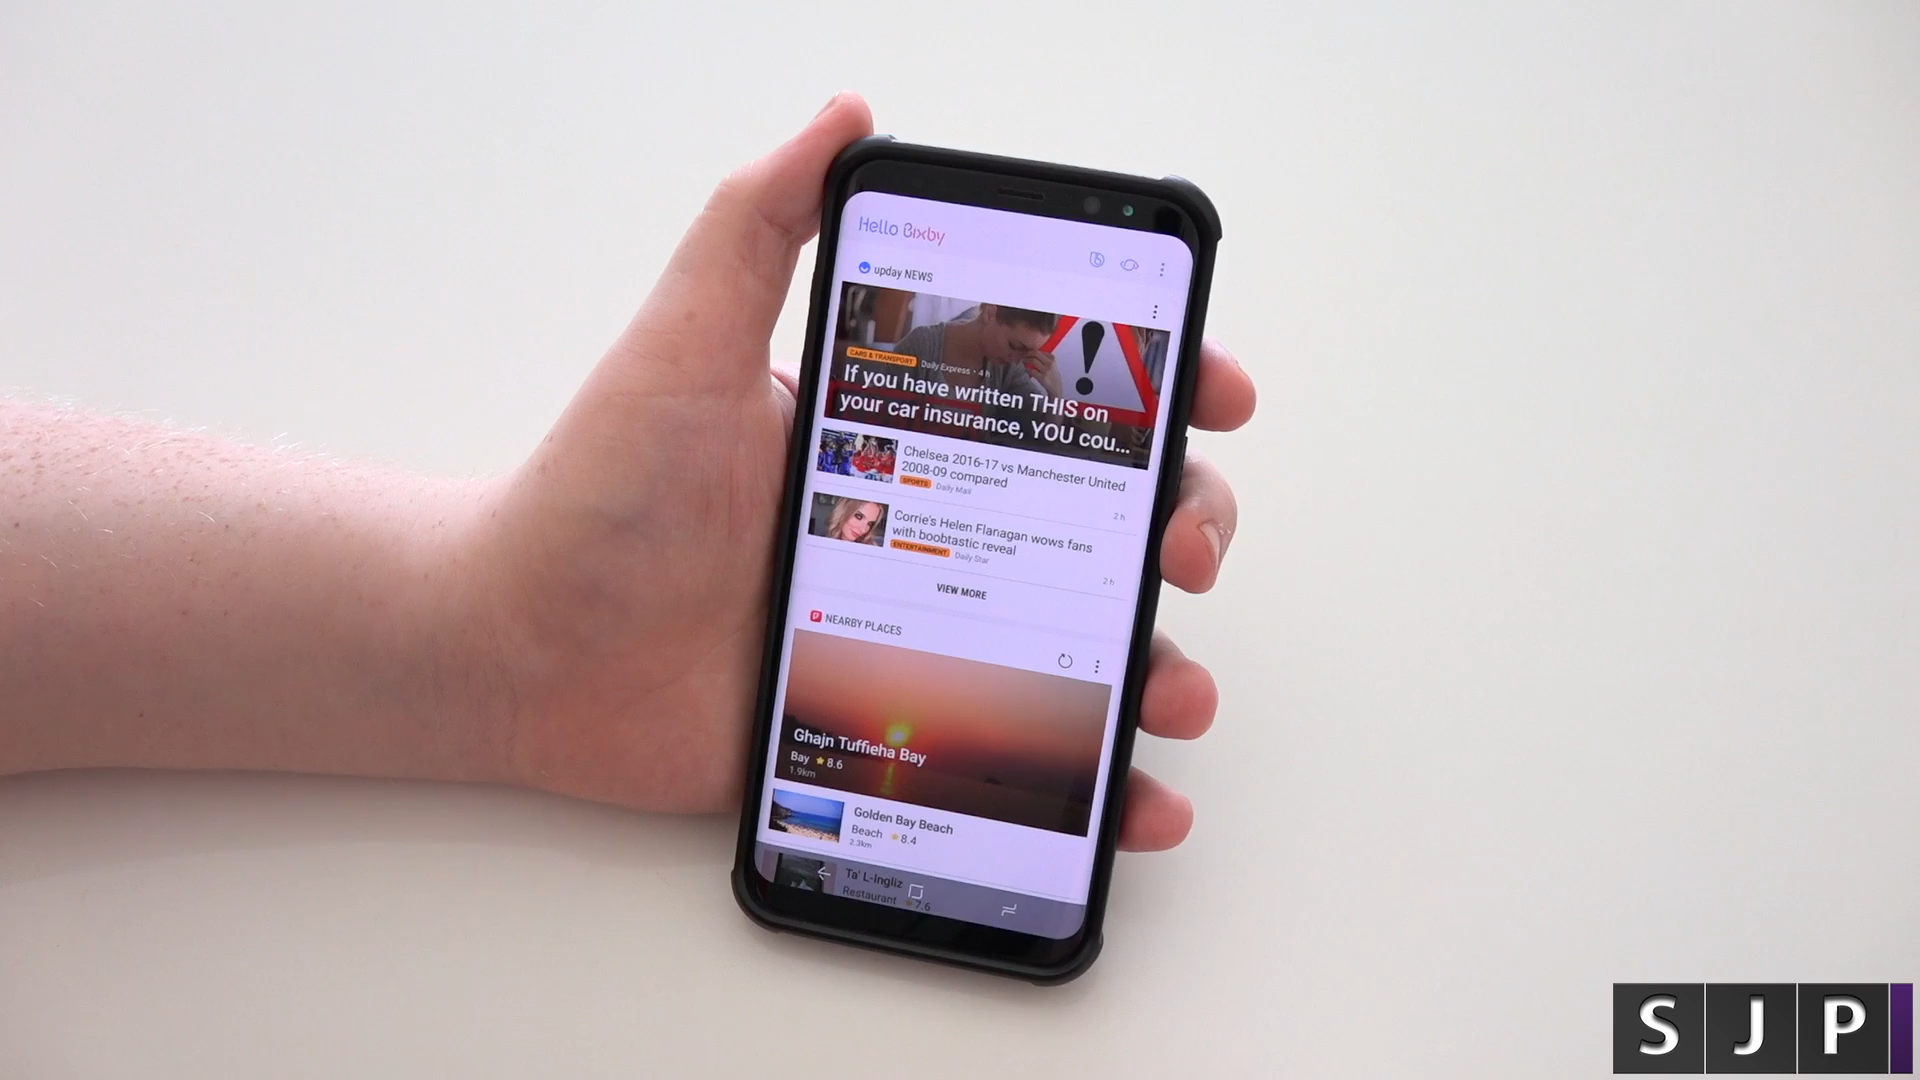 Hello Bixby
upday NEWS
CARS & TRANSPORT Daily Express • 4 h
If you have written THIS on
your car insurance, YOU cou...
Chelsea 2016-17 vs Manchester United
2008-09 compared
SPORTS Daily Mail
2 h
Corrie's Helen Flanagan wows fans
with boobtastic reveal
ENTERTAINMENT Daily Star
2 h
VIEW MORE
NEARBY PLACES
Ghajn Tuffieha Bay
Bay 8.6
1.9km
Golden Bay Beach
Beach 8.4
2.3km
Ta' L-Ingliz
Restaurant 7.6
SJP